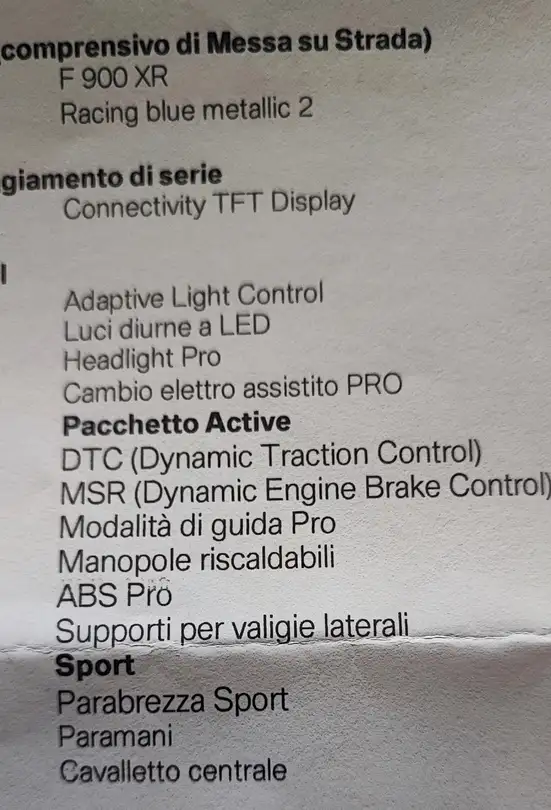 comprensivo di Messa su Strada)
F 900 XR
Racing blue metallic 2
giamento di serie
Connectivity TFT Display
l
Adaptive Light Control
Luci diurne a LED
Headlight Pro
Cambio elettro assistito PRO
Pacchetto Active
DTC (Dynamic Traction Control)
MSR (Dynamic Engine Brake Control)
Modalità di guida Pro
Manopole riscaldabili
ABS Pro
Supporti per valigie laterali
Sport
Parabrezza Sport
Paramani
Cavalletto centrale